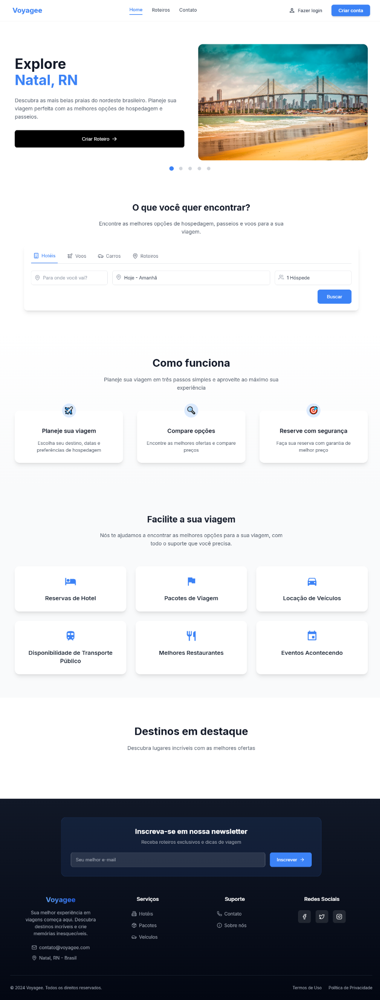 Voyagee
Home
Roteiros
Contato
Fazer login
Criar conta
Explore
Natal, RN
Descubra as mais belas praias do nordeste brasileiro. Planeje sua
viagem perfeita com as melhores opções de hospedagem e
passeios.
Criar Roteiro →
O que você quer encontrar?
Encontre as melhores opções de hospedagem, passeios e voos para a sua
viagem.
Hotéis
Voos
Carros
Roteiros
Para onde você vai?
Hoje - Amanhã
1 Hóspede
Buscar
Como funciona
Planeje sua viagem em três passos simples e aproveite ao máximo sua
experiência
Planeje sua viagem
Escolha seu destino, datas e
preferências de hospedagem
Compare opções
Encontre as melhores ofertas e compare
preços
Reserve com segurança
Faça sua reserva com garantia de
melhor preço
Facilite a sua viagem
Nós te ajudamos a encontrar as melhores opções para a sua viagem, com
todo o suporte que você precisa.
Reservas de Hotel
Pacotes de Viagem
Locação de Veículos
Disponibilidade de Transporte
Público
Melhores Restaurantes
Eventos Acontecendo
Destinos em destaque
Descubra lugares incríveis com as melhores ofertas
Inscreva-se em nossa newsletter
Receba roteiros exclusivos e dicas de viagem
Seu melhor e-mail
Inscrever →
Voyagee
Sua melhor experiência em
viagens começa aqui. Descubra
destinos incríveis e crie
memórias inesquecíveis.
contato@voyagee.com
Natal, RN - Brasil
Serviços
Hotéis
Pacotes
Veículos
Suporte
Contato
Sobre nós
Redes Sociais
© 2024 Voyagee. Todos os direitos reservados.
Termos de Uso
Política de Privacidade